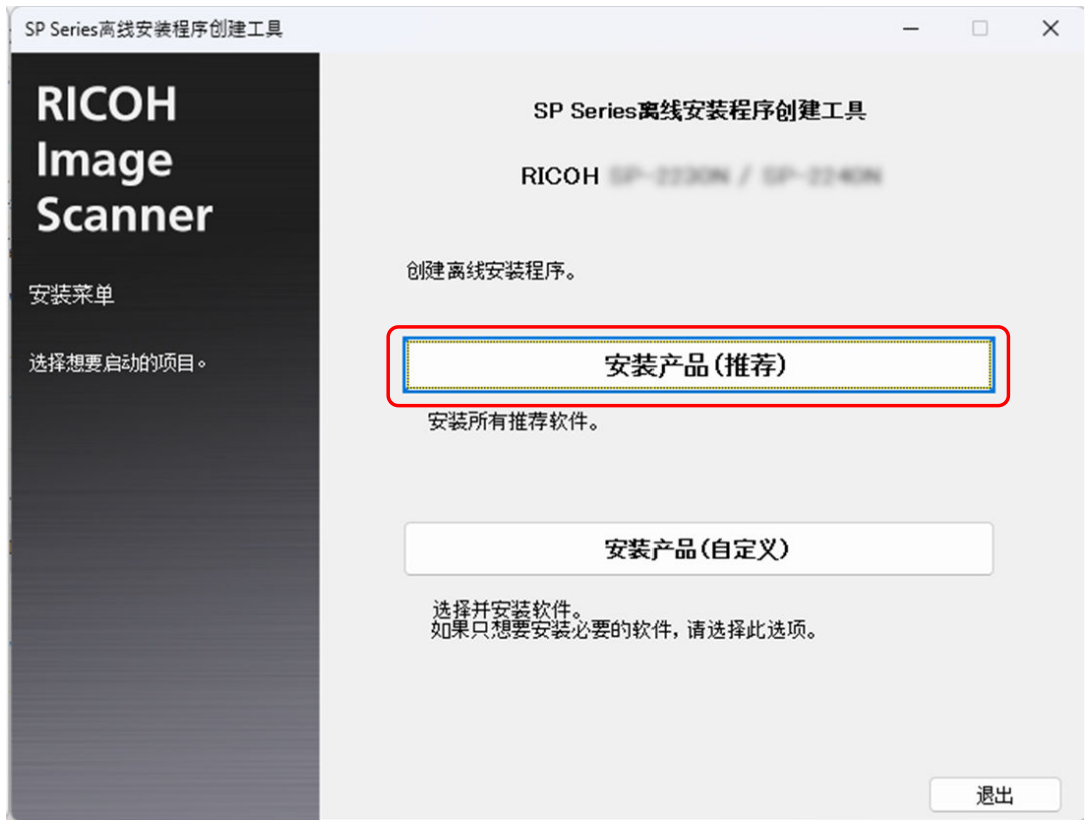 SP Series离线安装程序创建工具
RICOH
Image
Scanner
安装菜单
选择想要启动的项目。
SP Series离线安装程序创建工具
RICOH
创建离线安装程序。
安装产品(推荐)
安装所有推荐软件。
安装产品(自定义)
选择并安装软件。
如果只想要安装必要的软件,请选择此选项。
退出